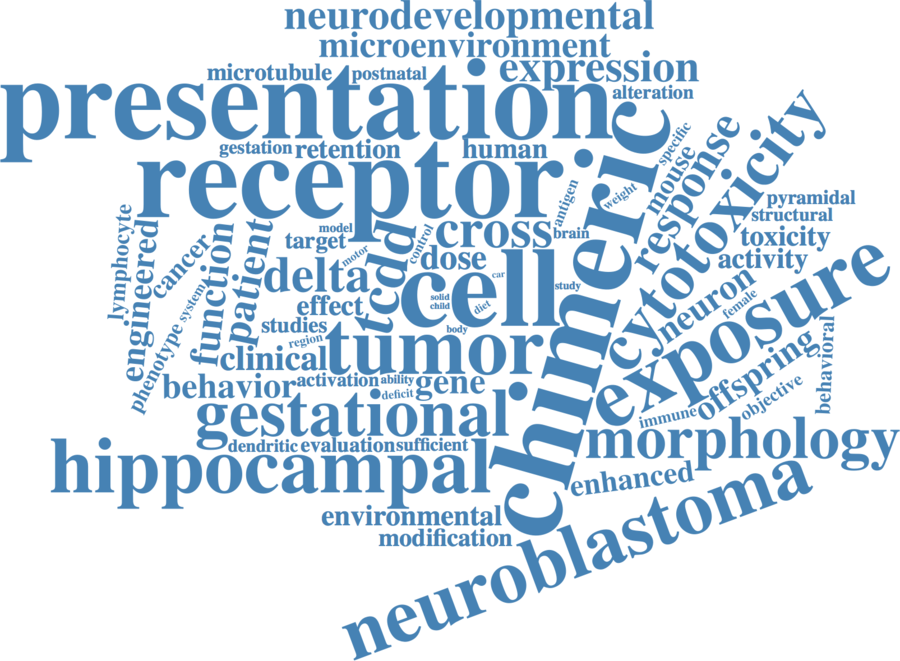 neurodevelopmental
microenvironment
microtubule
postnatal
expression
alteration
presentation
gestation
retention
human
receptor
chimeric
specific
mouse
response
cytotoxicity
antigen
weight
pyramidal
structural
toxicity
activity
lymphocyte
engineered
cancer
function
patient
model
target
motor
tcdd
control
cross
brain
dose
delta
cell
car
study
solid
child
diet
body
effect
studies
region
system
phenotype
clinical
tumor
neuron
female
exposure
behavior
activation
ability
gene
deficit
offspring
behavioral
immune
objective
gestational
dendritic
evaluation
sufficient
hippocampal
morphology
enhanced
environmental
modification
neuroblastoma